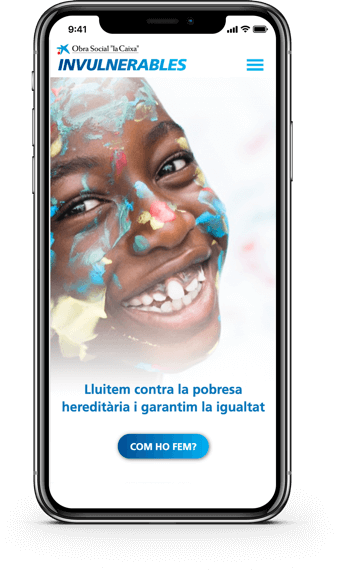 9:41
Obra Social "la Caixa"
INVULNERABLES
Lluitem contra la pobresa
hereditària i garantim la igualtat
COM HO FEM?